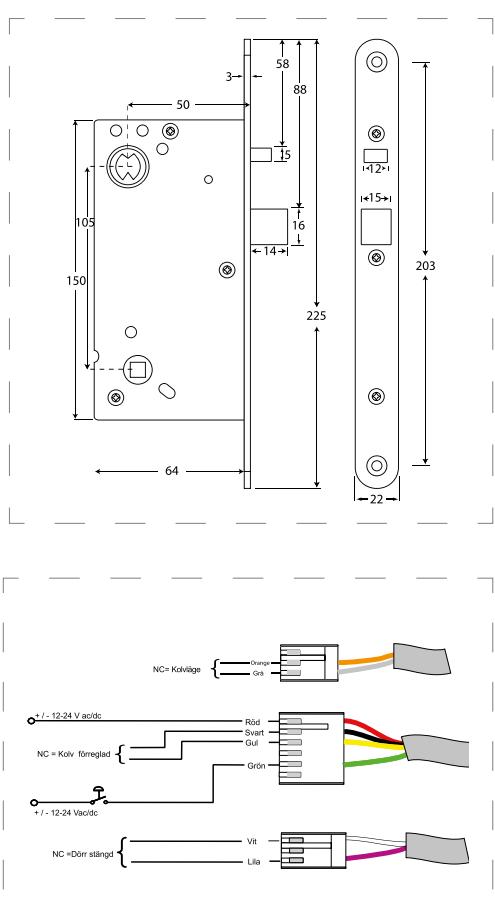 58
3
88
50
5
12
105
15
16
14
150
203
225
64
22
NC= Kolvläge
Orange
Grå
+ / - 12-24 V ac/dc
Röd
Svart
Gul
NC = Kolv förreglad
Grön
+ / - 12-24 Vac/dc
Vit
NC =Dörr stängd
Lila